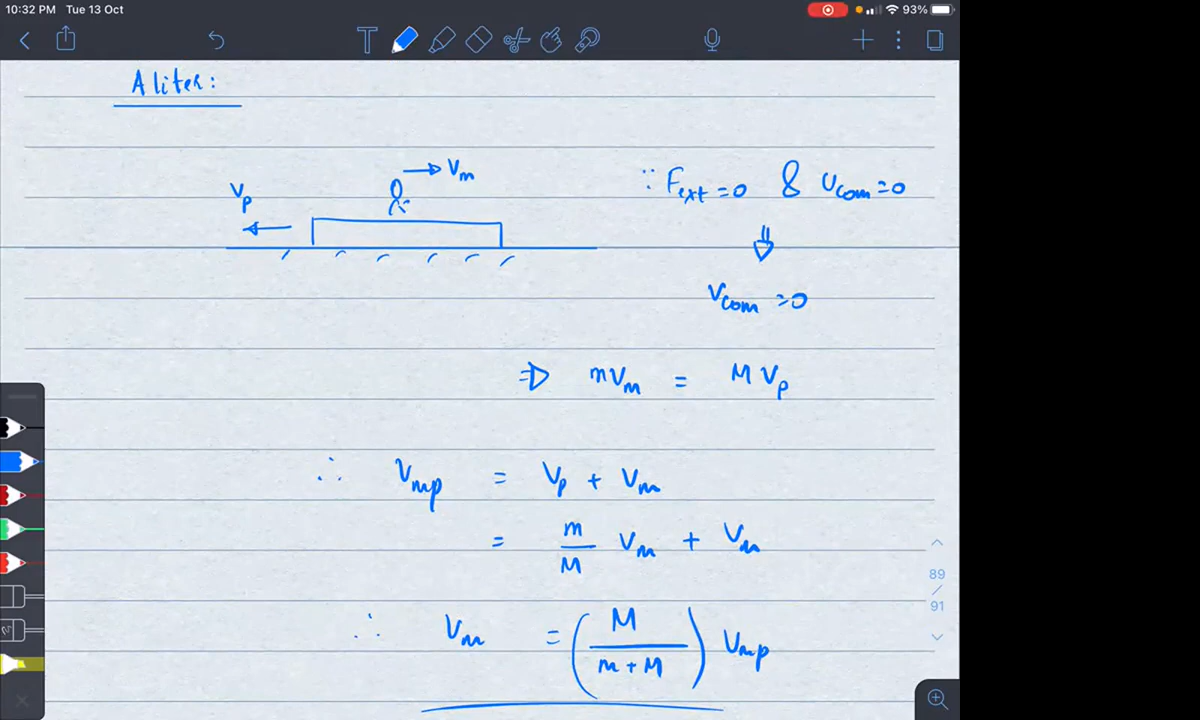 10:32 PM Tue 13 Oct 93%
T
Aliter:
Vm
Vp
∵ Fext = 0 & Ucom = 0
⇓
Vcom = 0
⇒ mVm = M Vp
∴ Vmp = Vp + Vm
= m/M Vm + Vm
∴ Vm = (M/(m + M)) Vmp
89
/
91